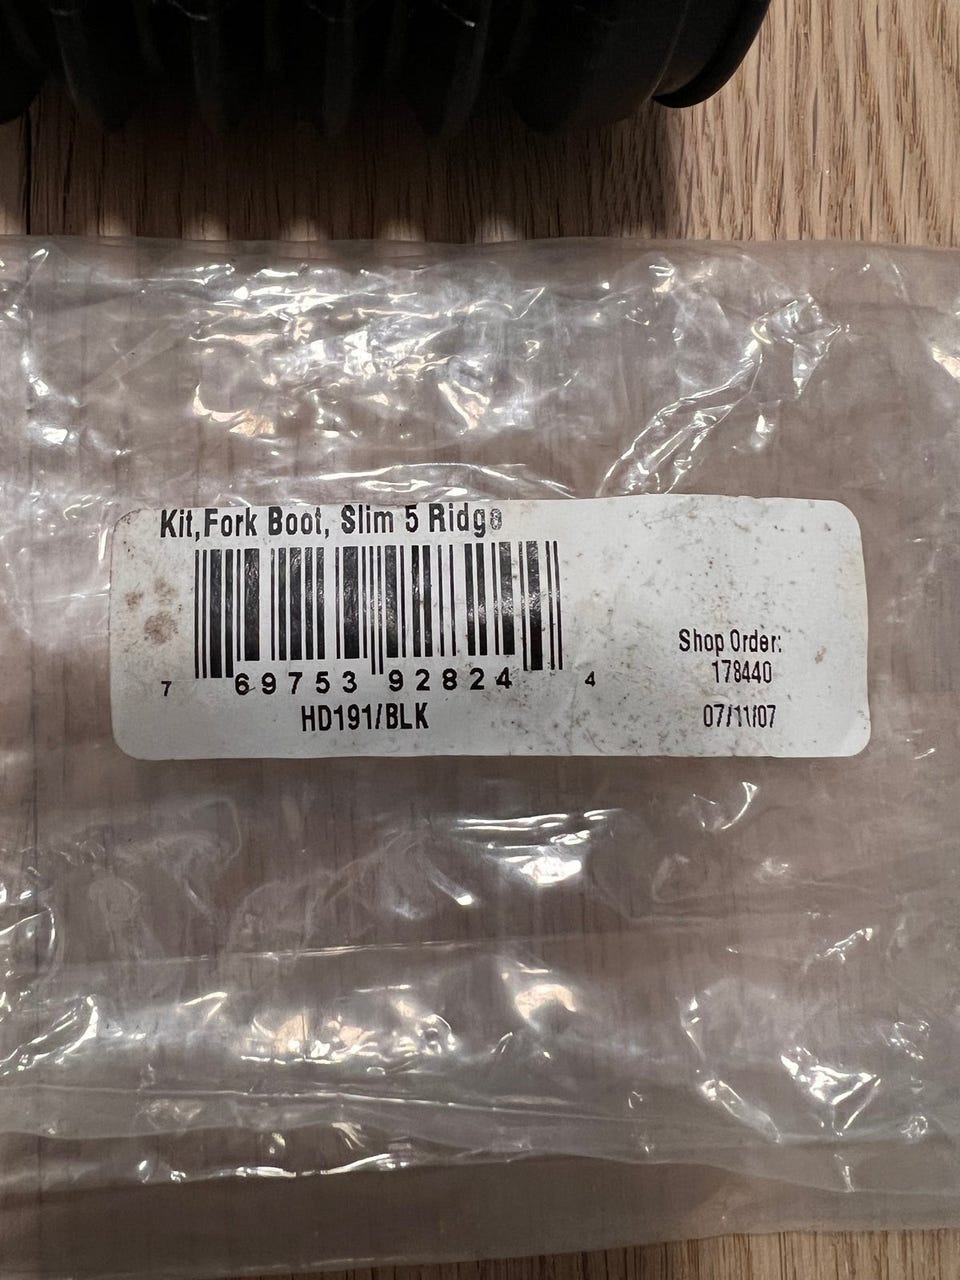 Kit,Fork Boot, Slim 5 Ridge
7 69753 92824 4
HD191/BLK
Shop Order:
178440
07/11/07